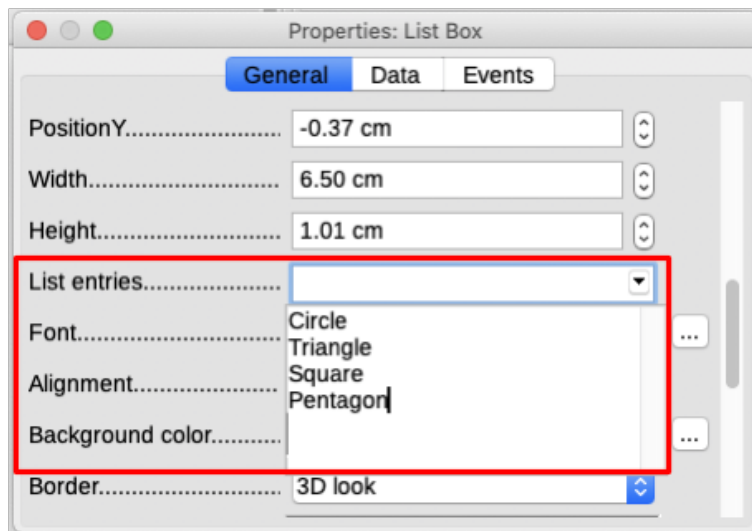 Properties: List Box
General Data Events
PositionY........................ -0.37 cm
Width............................ 6.50 cm
Height........................... 1.01 cm
List entries.....................
Circle
Font.............................
Triangle
Square
Alignment........................
Pentagon
Background color...........
...
...
Border........................... 3D look